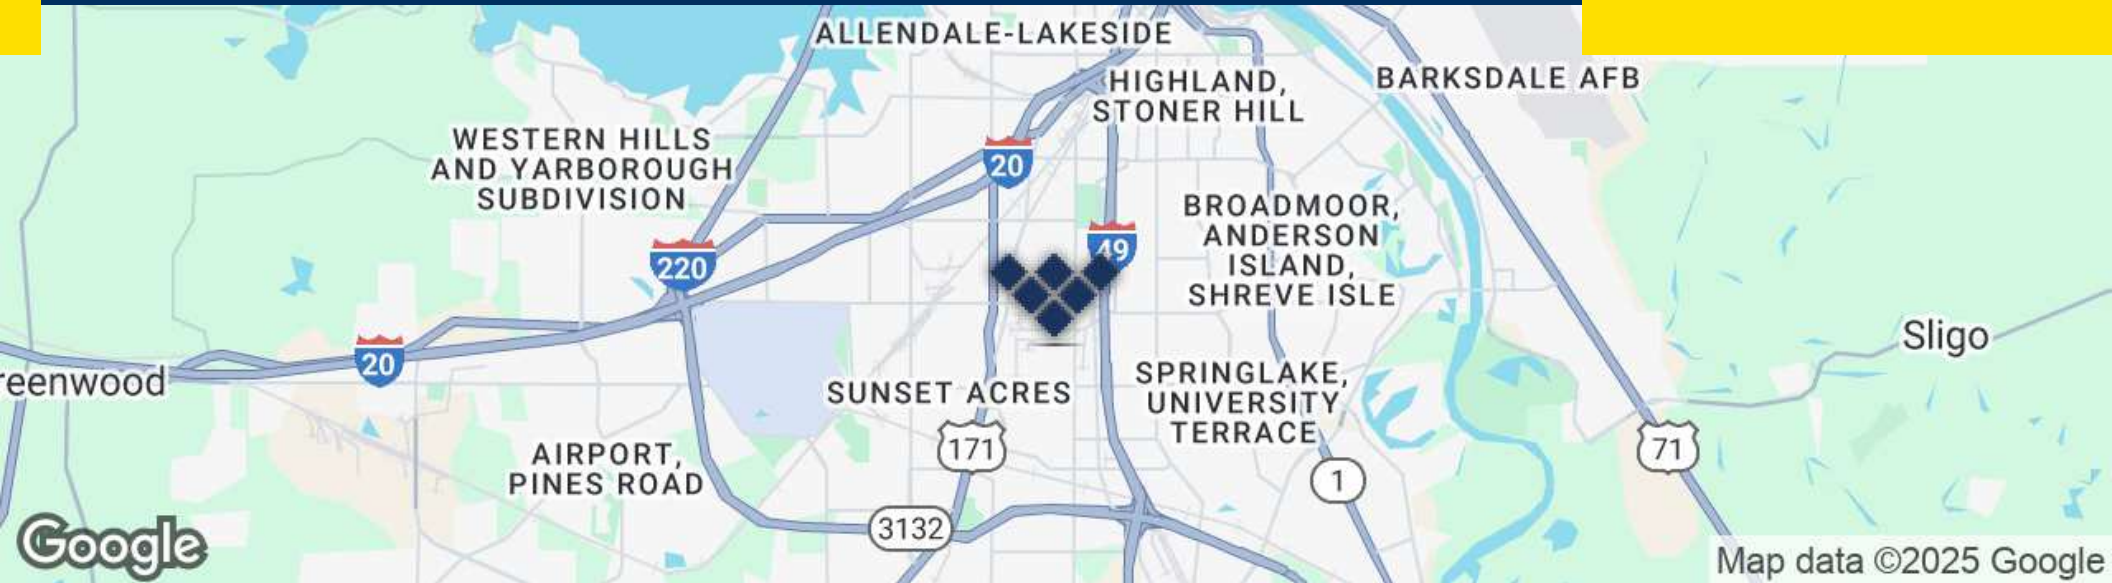 ALLENDALE-LAKESIDE
HIGHLAND,
STONER HILL
BARKSDALE AFB
WESTERN HILLS
AND YARBOROUGH
SUBDIVISION
20
BROADMOOR,
ANDERSON
ISLAND,
SHREVE ISLE
49
220
20
reenwood
Sligo
SUNSET ACRES
SPRINGLAKE,
UNIVERSITY
TERRACE
171
71
AIRPORT,
PINES ROAD
1
3132
Google
Map data ©2025 Google